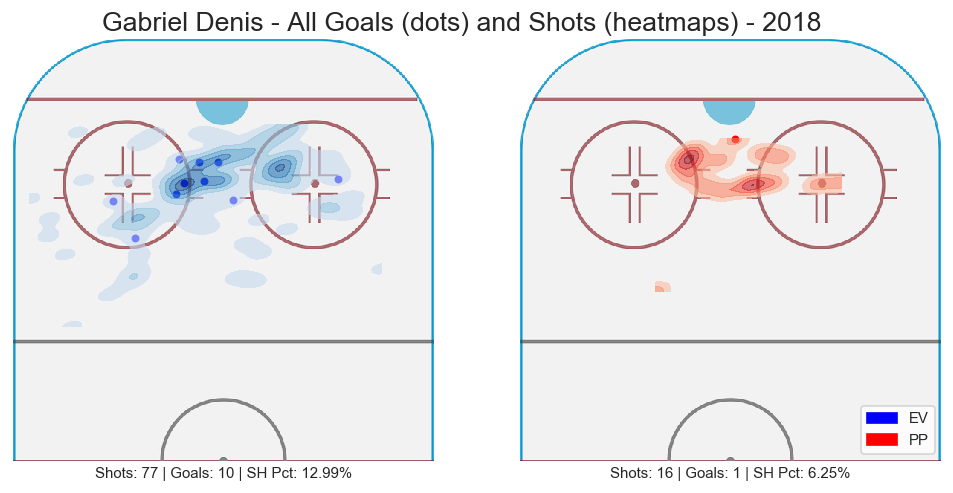 Gabriel Denis - All Goals (dots) and Shots (heatmaps) - 2018
EV
PP
Shots: 77 | Goals: 10 | SH Pct: 12.99%
Shots: 16 | Goals: 1 | SH Pct: 6.25%